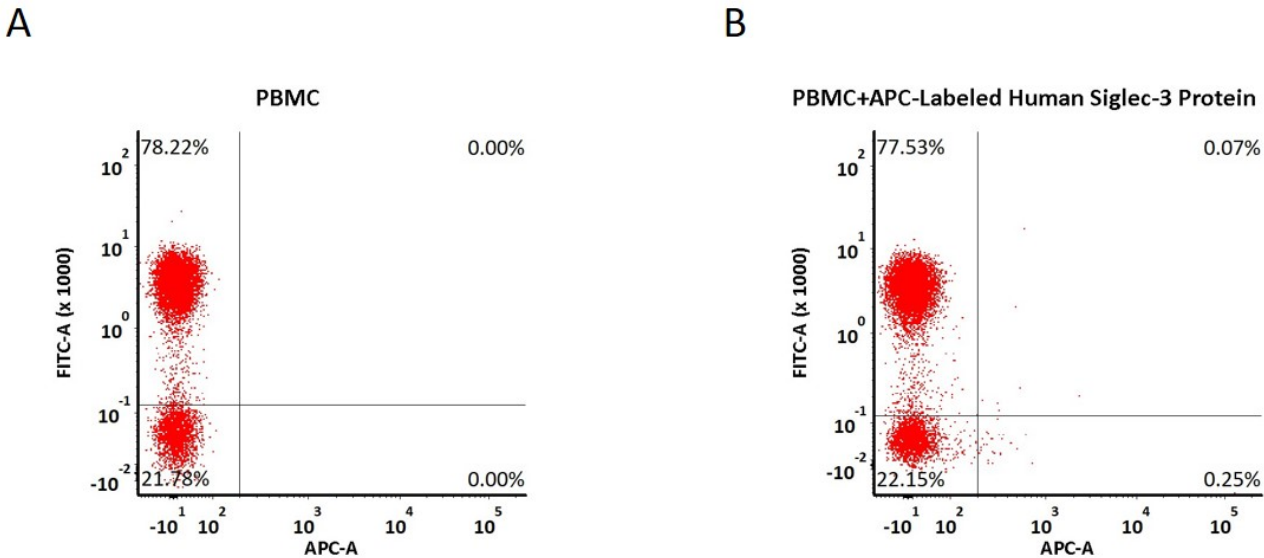 A
B
PBMC
PBMC+APC-Labeled Human Siglec-3 Protein
78.22%
0.00%
10^2
10^1
10^0
10^-1
-10^-2
FITC-A (x 1000)
21.78%
0.00%
-10^1 10^2 10^3 10^4 10^5
APC-A
77.53%
0.07%
10^2
10^1
10^0
10^-1
-10^-2
FITC-A (x 1000)
22.15%
0.25%
-10^1 10^2 10^3 10^4 10^5
APC-A